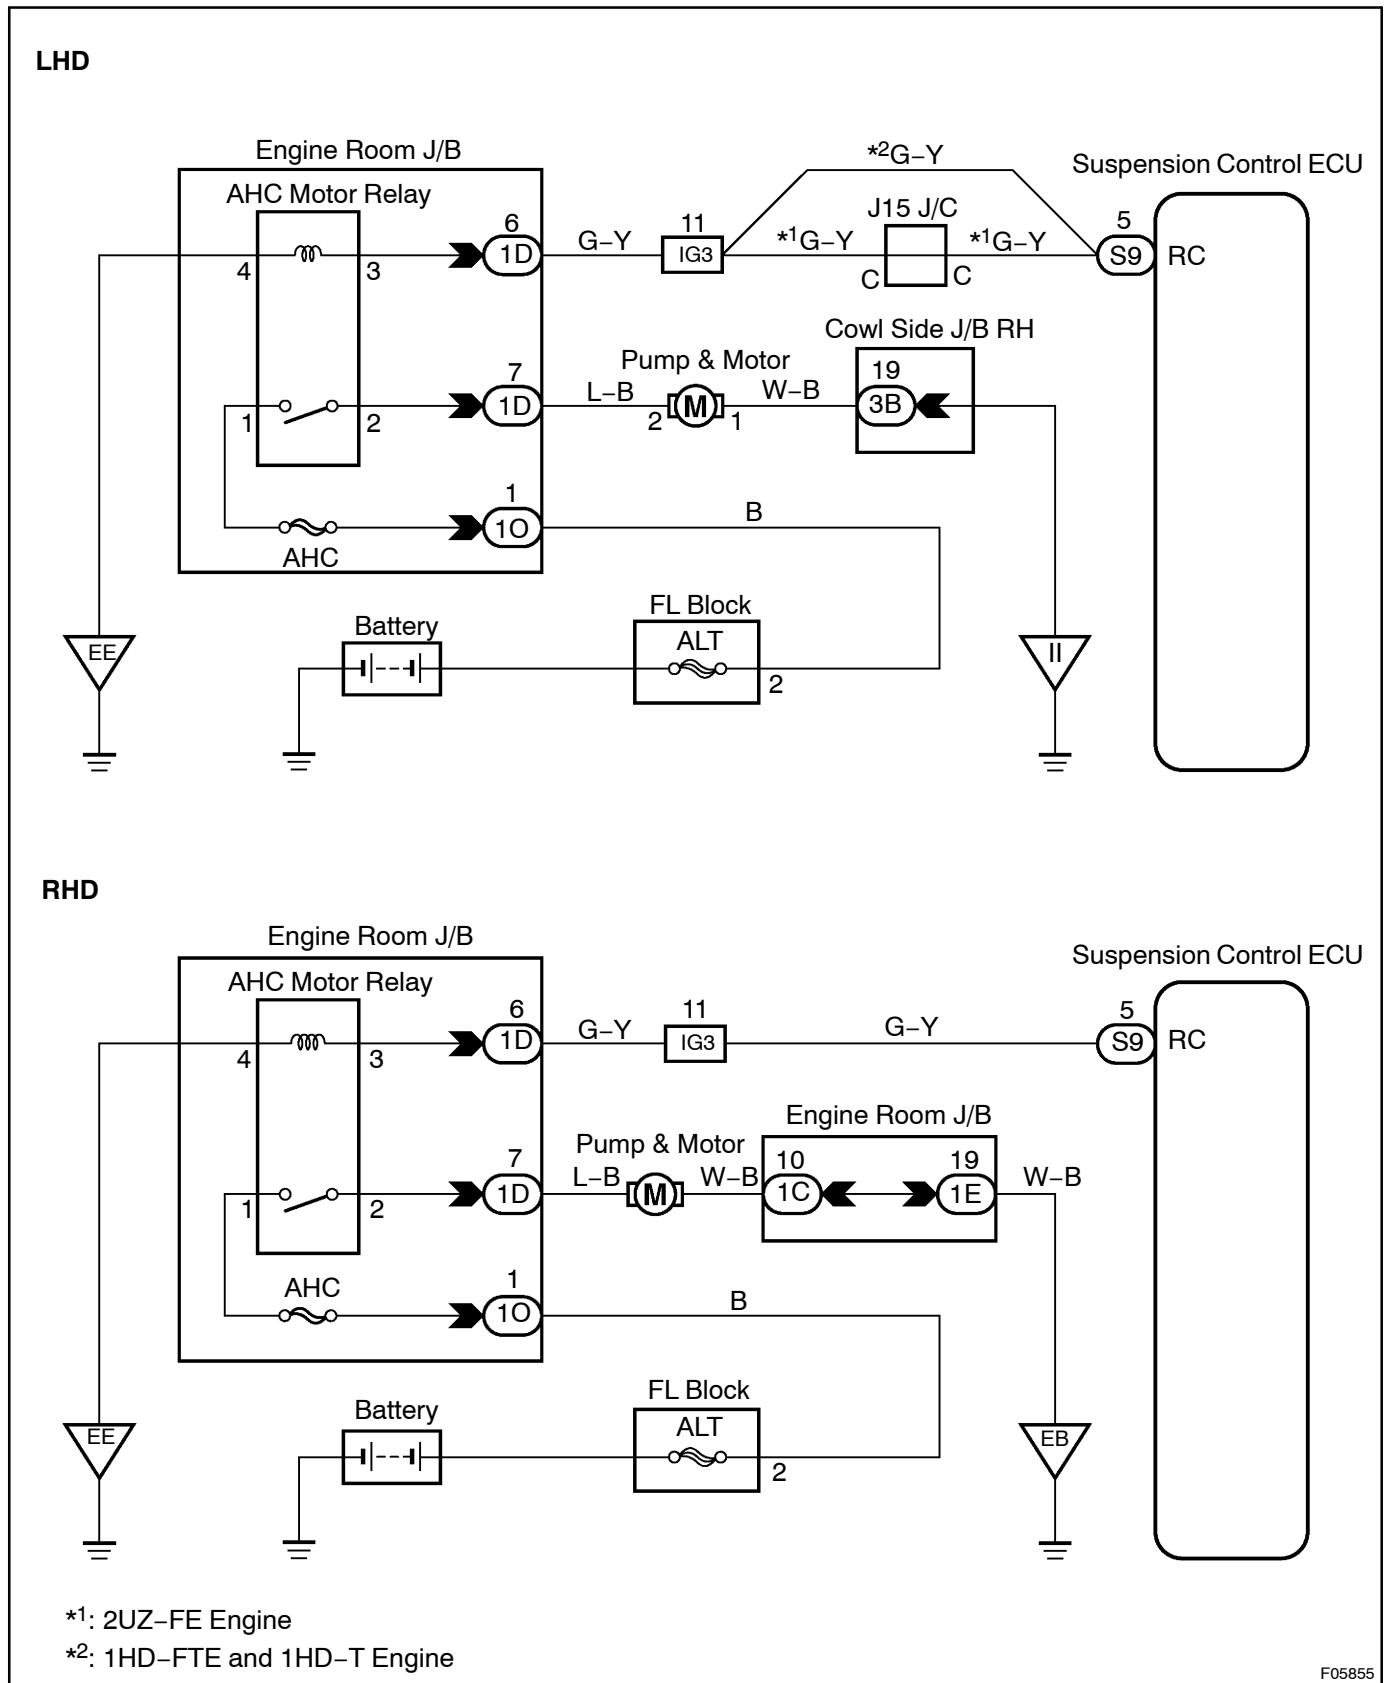 LHD
Engine Room J/B
*2G−Y
Suspension Control ECU
AHC Motor Relay
J15 J/C
6
11
5
G−Y
*1G−Y
*1G−Y
1D
IG3
S9
RC
4
3
C
C
Cowl Side J/B RH
Pump & Motor
7
19
L−B
W−B
1D
M
3B
1
2
2
1
1
B
1O
AHC
FL Block
Battery
ALT
EE
II
2
RHD
Engine Room J/B
Suspension Control ECU
AHC Motor Relay
6
11
5
G−Y
G−Y
1D
IG3
S9
RC
4
3
Engine Room J/B
Pump & Motor
7
10
19
L−B
W−B
W−B
1D
M
1C
1E
1
2
AHC
1
B
1O
FL Block
Battery
ALT
EE
EB
2
*1: 2UZ−FE Engine
*2: 1HD−FTE and 1HD−T Engine
F05855